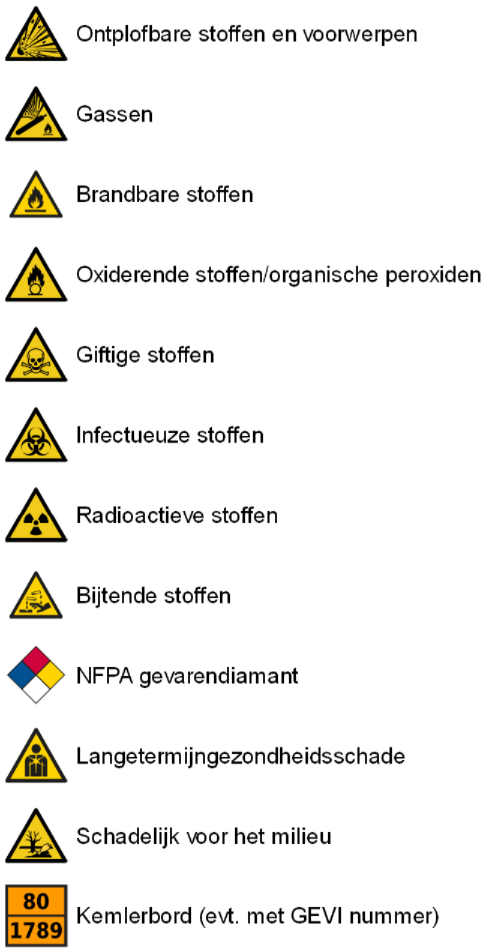 Ontplofbare stoffen en voorwerpen
Gassen
Brandbare stoffen
Oxiderende stoffen/organische peroxiden
Giftige stoffen
Infectueuze stoffen
Radioactieve stoffen
Bijtende stoffen
NFPA gevarendiamant
Langetermijngezondheidsschade
Schadelijk voor het milieu
80
1789
Kemlerbord (evt. met GEVI nummer)